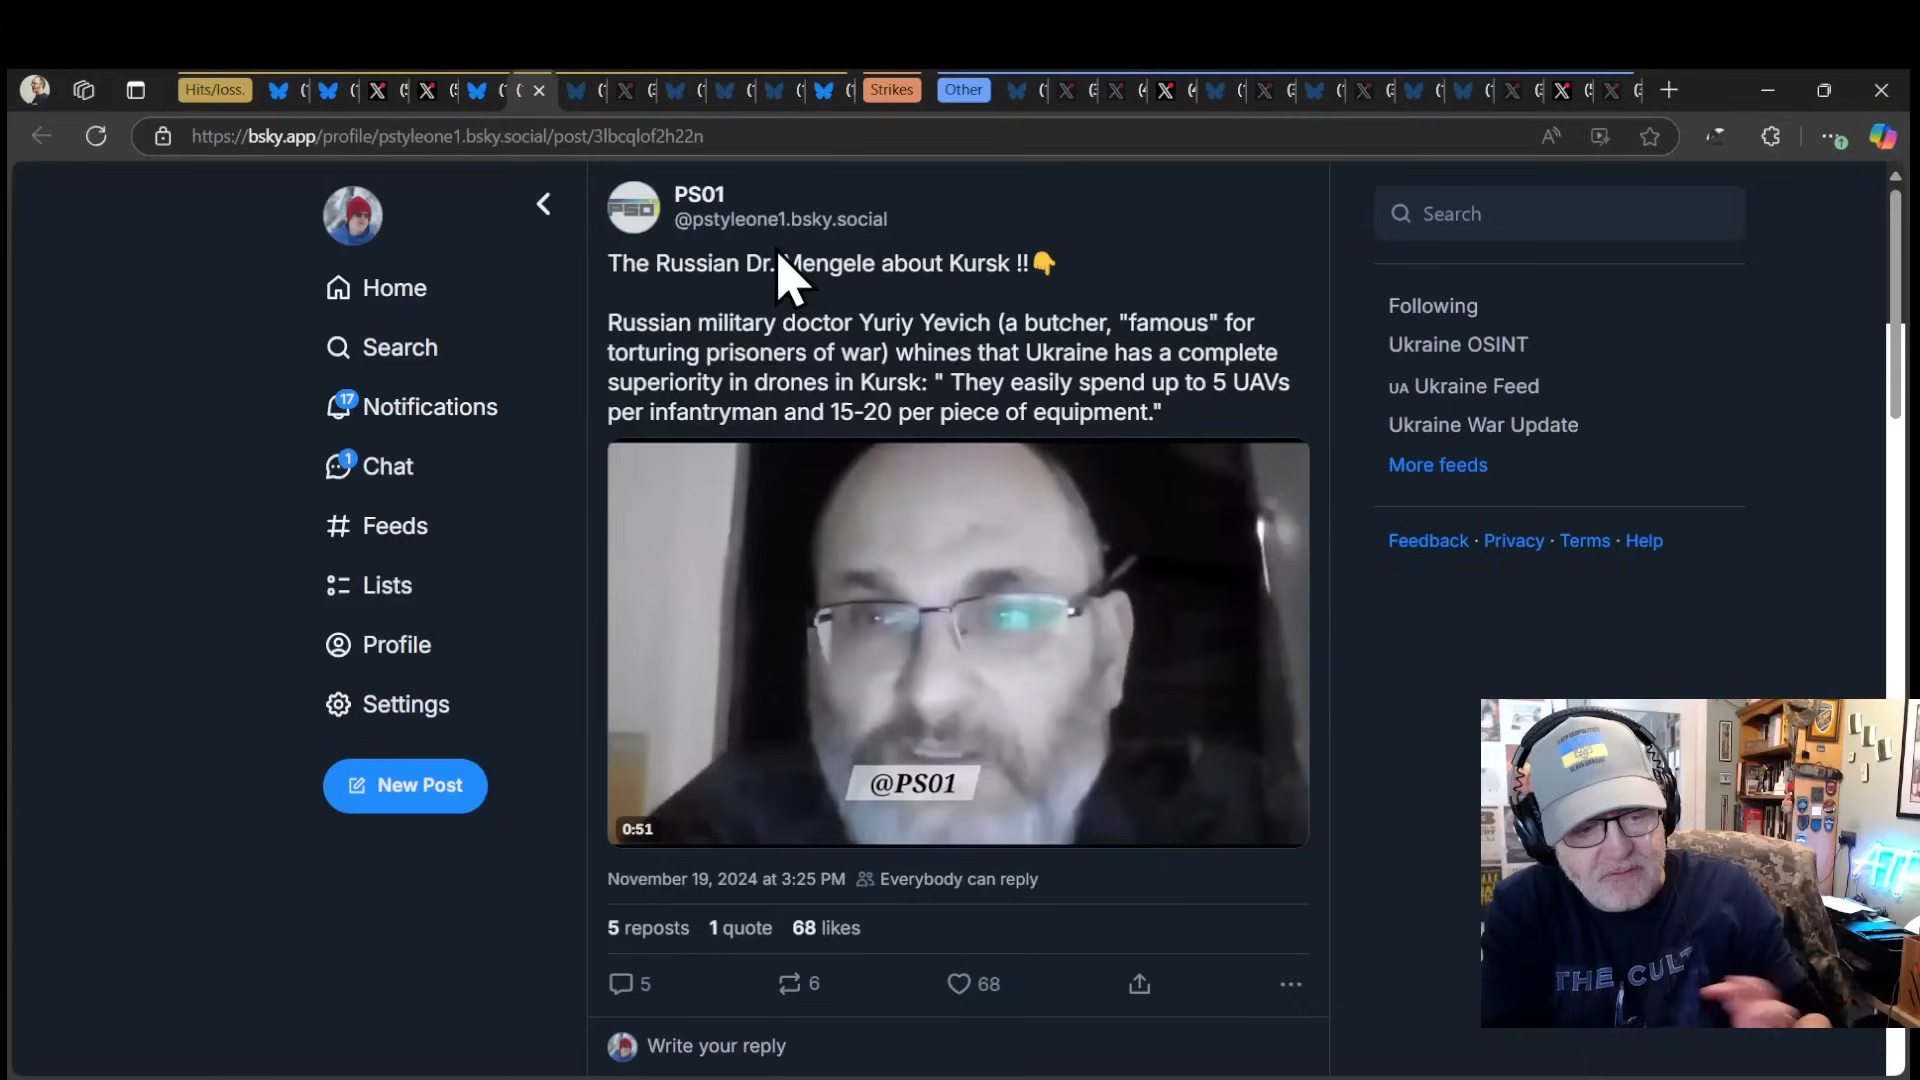 Hits/loss.
Strikes
Other
https://bsky.app/profile/pstyleone1.bsky.social/post/3lbcqlof2h22n
PS01
@pstyleone1.bsky.social
The Russian Dr. Mengele about Kursk !!👇
Russian military doctor Yuriy Yevich (a butcher, "famous" for
torturing prisoners of war) whines that Ukraine has a complete
superiority in drones in Kursk: " They easily spend up to 5 UAVs
per infantryman and 15-20 per piece of equipment."
@PS01
0:51
November 19, 2024 at 3:25 PM Everybody can reply
5 reposts 1 quote 68 likes
5 6 68
Write your reply
Home
Search
17
Notifications
1
Chat
Feeds
Lists
Profile
Settings
New Post
Search
Following
Ukraine OSINT
UA Ukraine Feed
Ukraine War Update
More feeds
Feedback · Privacy · Terms · Help
THE CULT
ATP